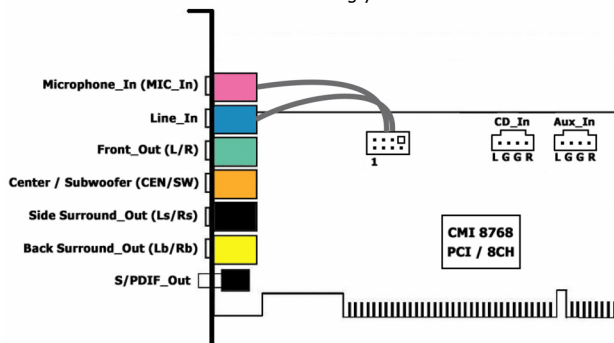 Microphone_In (MIC_In)
Line_In
Front_Out (L/R)
Center / Subwoofer (CEN/SW)
Side Surround_Out (Ls/Rs)
Back Surround_Out (Lb/Rb)
S/PDIF_Out
1
CD_In
L G G R
Aux_In
L G G R
CMI 8768
PCI / 8CH